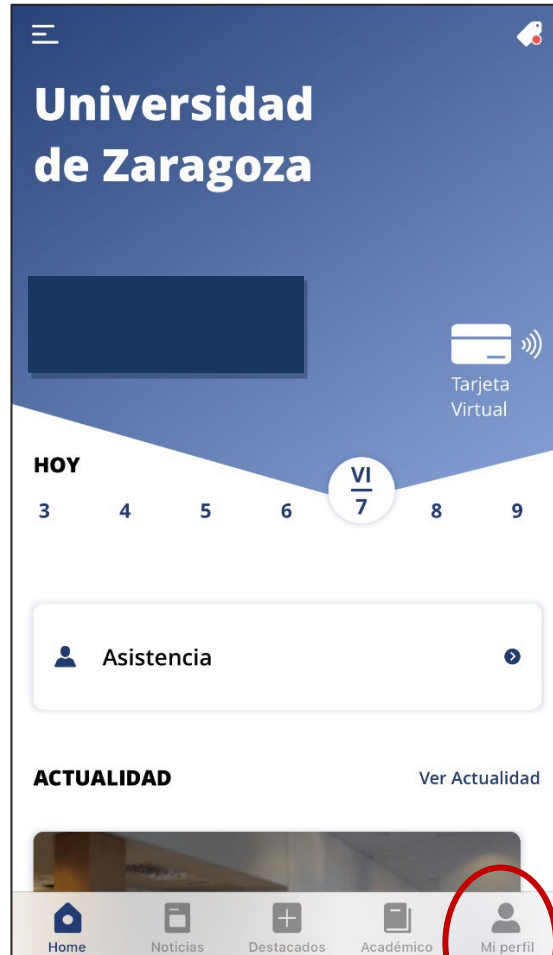 Universidad
de Zaragoza
Tarjeta
Virtual
HOY
VI
3 4 5 6 7 8 9
Asistencia
ACTUALIDAD Ver Actualidad
Home Noticias Destacados Académico Mi perfil